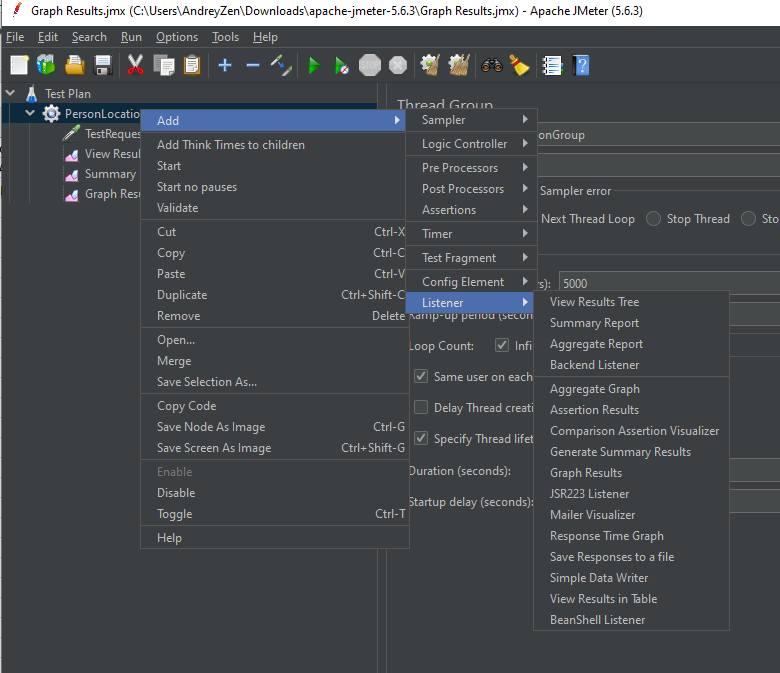 Graph Results.jmx (C:\Users\AndreyZen\Downloads\apache-jmeter-5.6.3\Graph Results.jmx) - Apache JMeter (5.6.3)
File Edit Search Run Options Tools Help
STOP
Test Plan
PersonLocatio
TestReques
View Resul
Summary
Graph Resu
Add
Add Think Times to children
Start
Start no pauses
Validate
Cut Ctrl-X
Copy Ctrl-C
Paste Ctrl-V
Duplicate Ctrl+Shift-C
Remove Delete
Open...
Merge
Save Selection As...
Copy Code
Save Node As Image Ctrl-G
Save Screen As Image Ctrl+Shift-G
Enable
Disable
Toggle Ctrl-T
Help
Sampler
Logic Controller
Pre Processors
Post Processors
Assertions
Timer
Test Fragment
Config Element
Listener
View Results Tree
Summary Report
Aggregate Report
Backend Listener
Aggregate Graph
Assertion Results
Comparison Assertion Visualizer
Generate Summary Results
Graph Results
JSR223 Listener
Mailer Visualizer
Response Time Graph
Save Responses to a file
Simple Data Writer
View Results in Table
BeanShell Listener
Thread Group
onGroup
Sampler error
Next Thread Loop Stop Thread Sto
rs): 5000
Ramp-up period (secon
Loop Count: Infi
Same user on each
Delay Thread creati
Specify Thread lifet
Duration (seconds):
Startup delay (seconds):